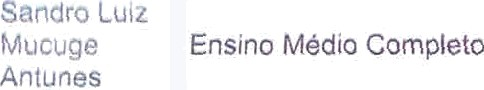 Sandro Luiz
Mucuge
Antunes
Ensino Médio Completo